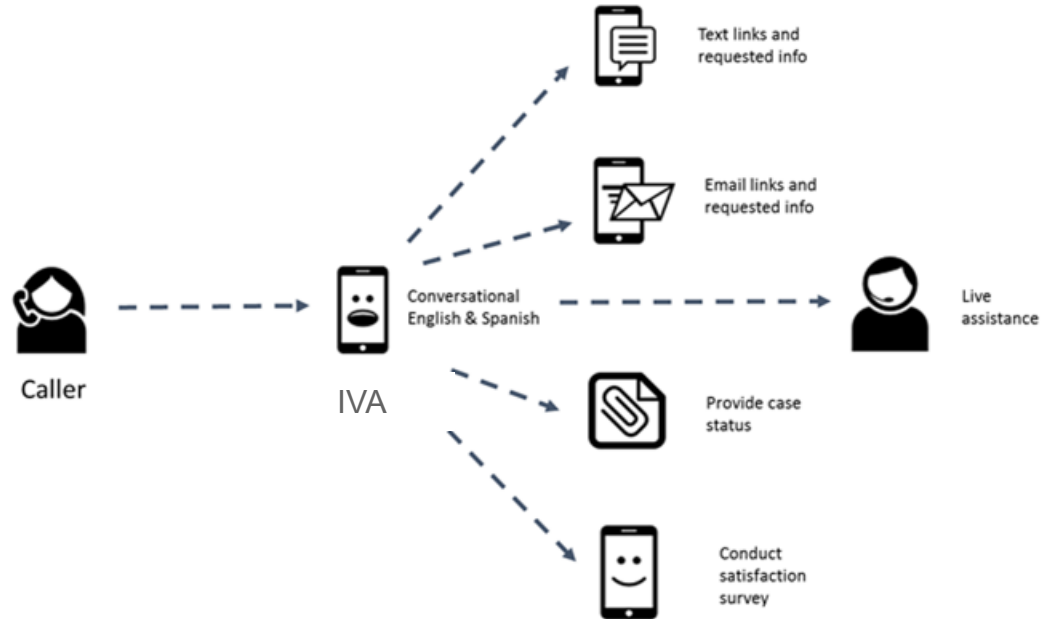 Text links and
requested info
Email links and
requested info
Caller
IVA
Conversational
English & Spanish
Live
assistance
Provide case
status
Conduct
satisfaction
survey